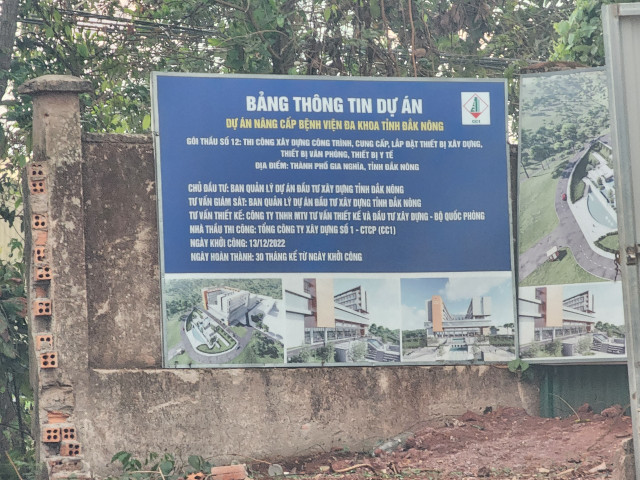 BẢNG THÔNG TIN DỰ ÁN
DỰ ÁN NÂNG CẤP BỆNH VIỆN ĐA KHOA TỈNH ĐẮK NÔNG
GÓI THẦU SỐ 12: THI CÔNG XÂY DỰNG CÔNG TRÌNH, CUNG CẤP, LẮP ĐẶT THIẾT BỊ XÂY DỰNG,
THIẾT BỊ VĂN PHÒNG, THIẾT BỊ Y TẾ
ĐỊA ĐIỂM: THÀNH PHỐ GIA NGHĨA, TỈNH ĐẮK NÔNG
CHỦ ĐẦU TƯ: BAN QUẢN LÝ DỰ ÁN ĐẦU TƯ XÂY DỰNG TỈNH ĐẮK NÔNG
TƯ VẤN GIÁM SÁT: BAN QUẢN LÝ DỰ ÁN ĐẦU TƯ XÂY DỰNG TỈNH ĐẮK NÔNG
TƯ VẤN THIẾT KẾ: CÔNG TY TNHH MTV TƯ VẤN THIẾT KẾ VÀ ĐẦU TƯ XÂY DỰNG - BỘ QUỐC PHÒNG
NHÀ THẦU THI CÔNG: TỔNG CÔNG TY XÂY DỰNG SỐ 1 - CTCP (CC1)
NGÀY KHỞI CÔNG: 13/12/2022
NGÀY HOÀN THÀNH: 30 THÁNG KỂ TỪ NGÀY KHỞI CÔNG